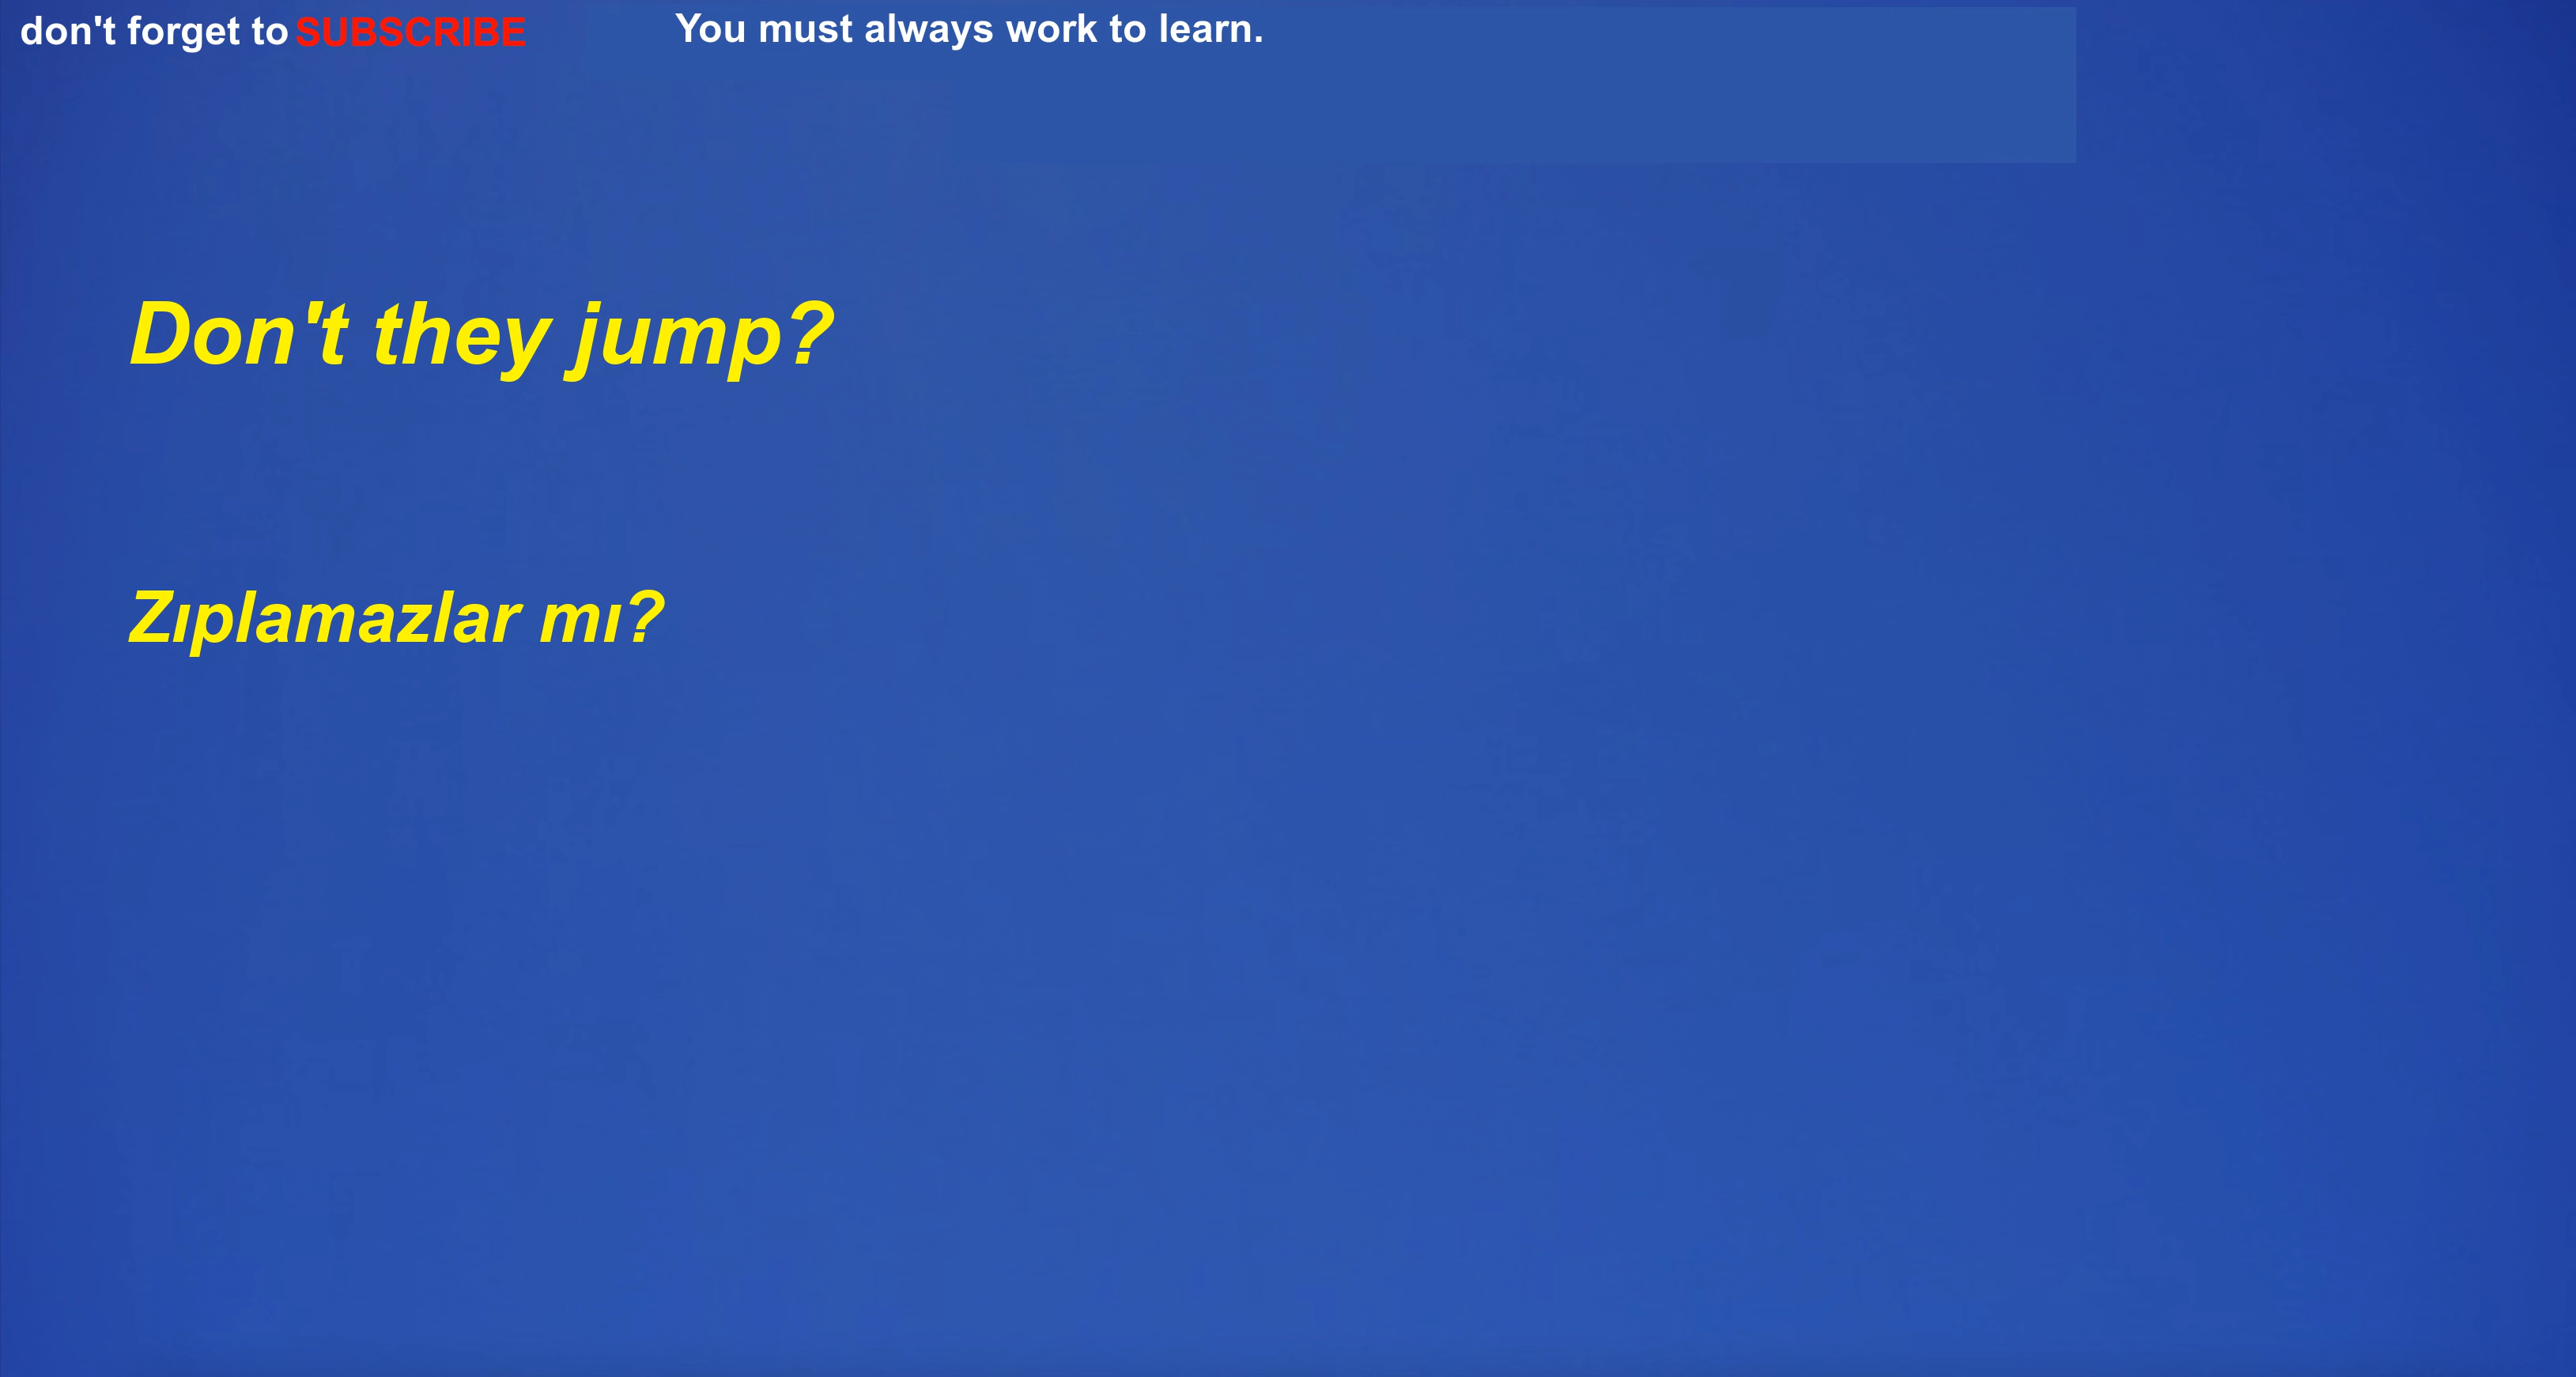 don't forget to SUBSCRIBE
You must always work to learn.
Don't they jump?
Zıplamazlar mı?